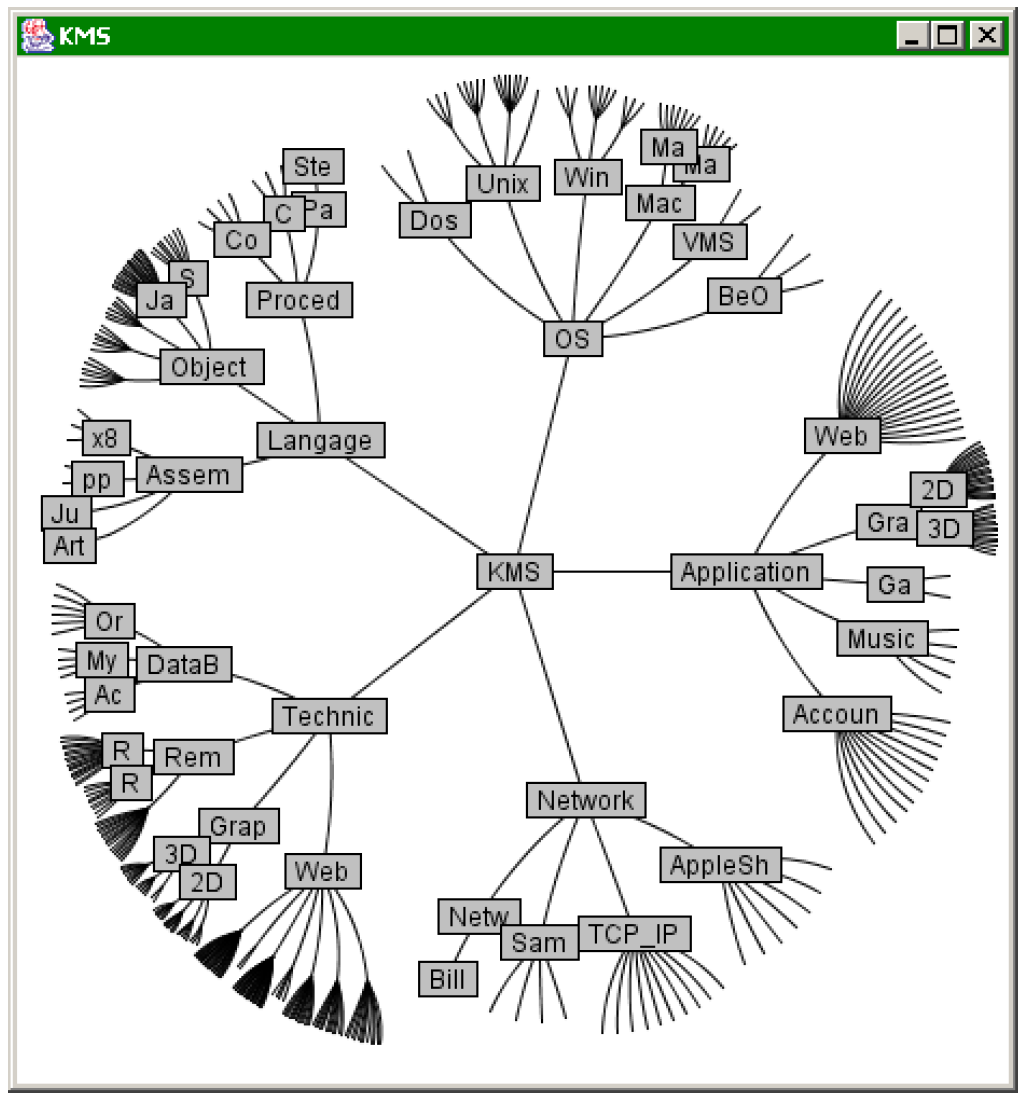 KMS
Ste
Ma
Ma
Win
Unix
Mac
Pa
C
Dos
Co
VMS
S
Ja
Proced
BeO
OS
Object
Web
x8
Langage
Assem
pp
2D
Ju
Gra
3D
Art
KMS
Application
Ga
Or
Music
My
DataB
Ac
Technic
Accoun
R
Rem
R
Network
Grap
3D
2D
Web
AppleSh
Netw
Sam
TCP_IP
Bill